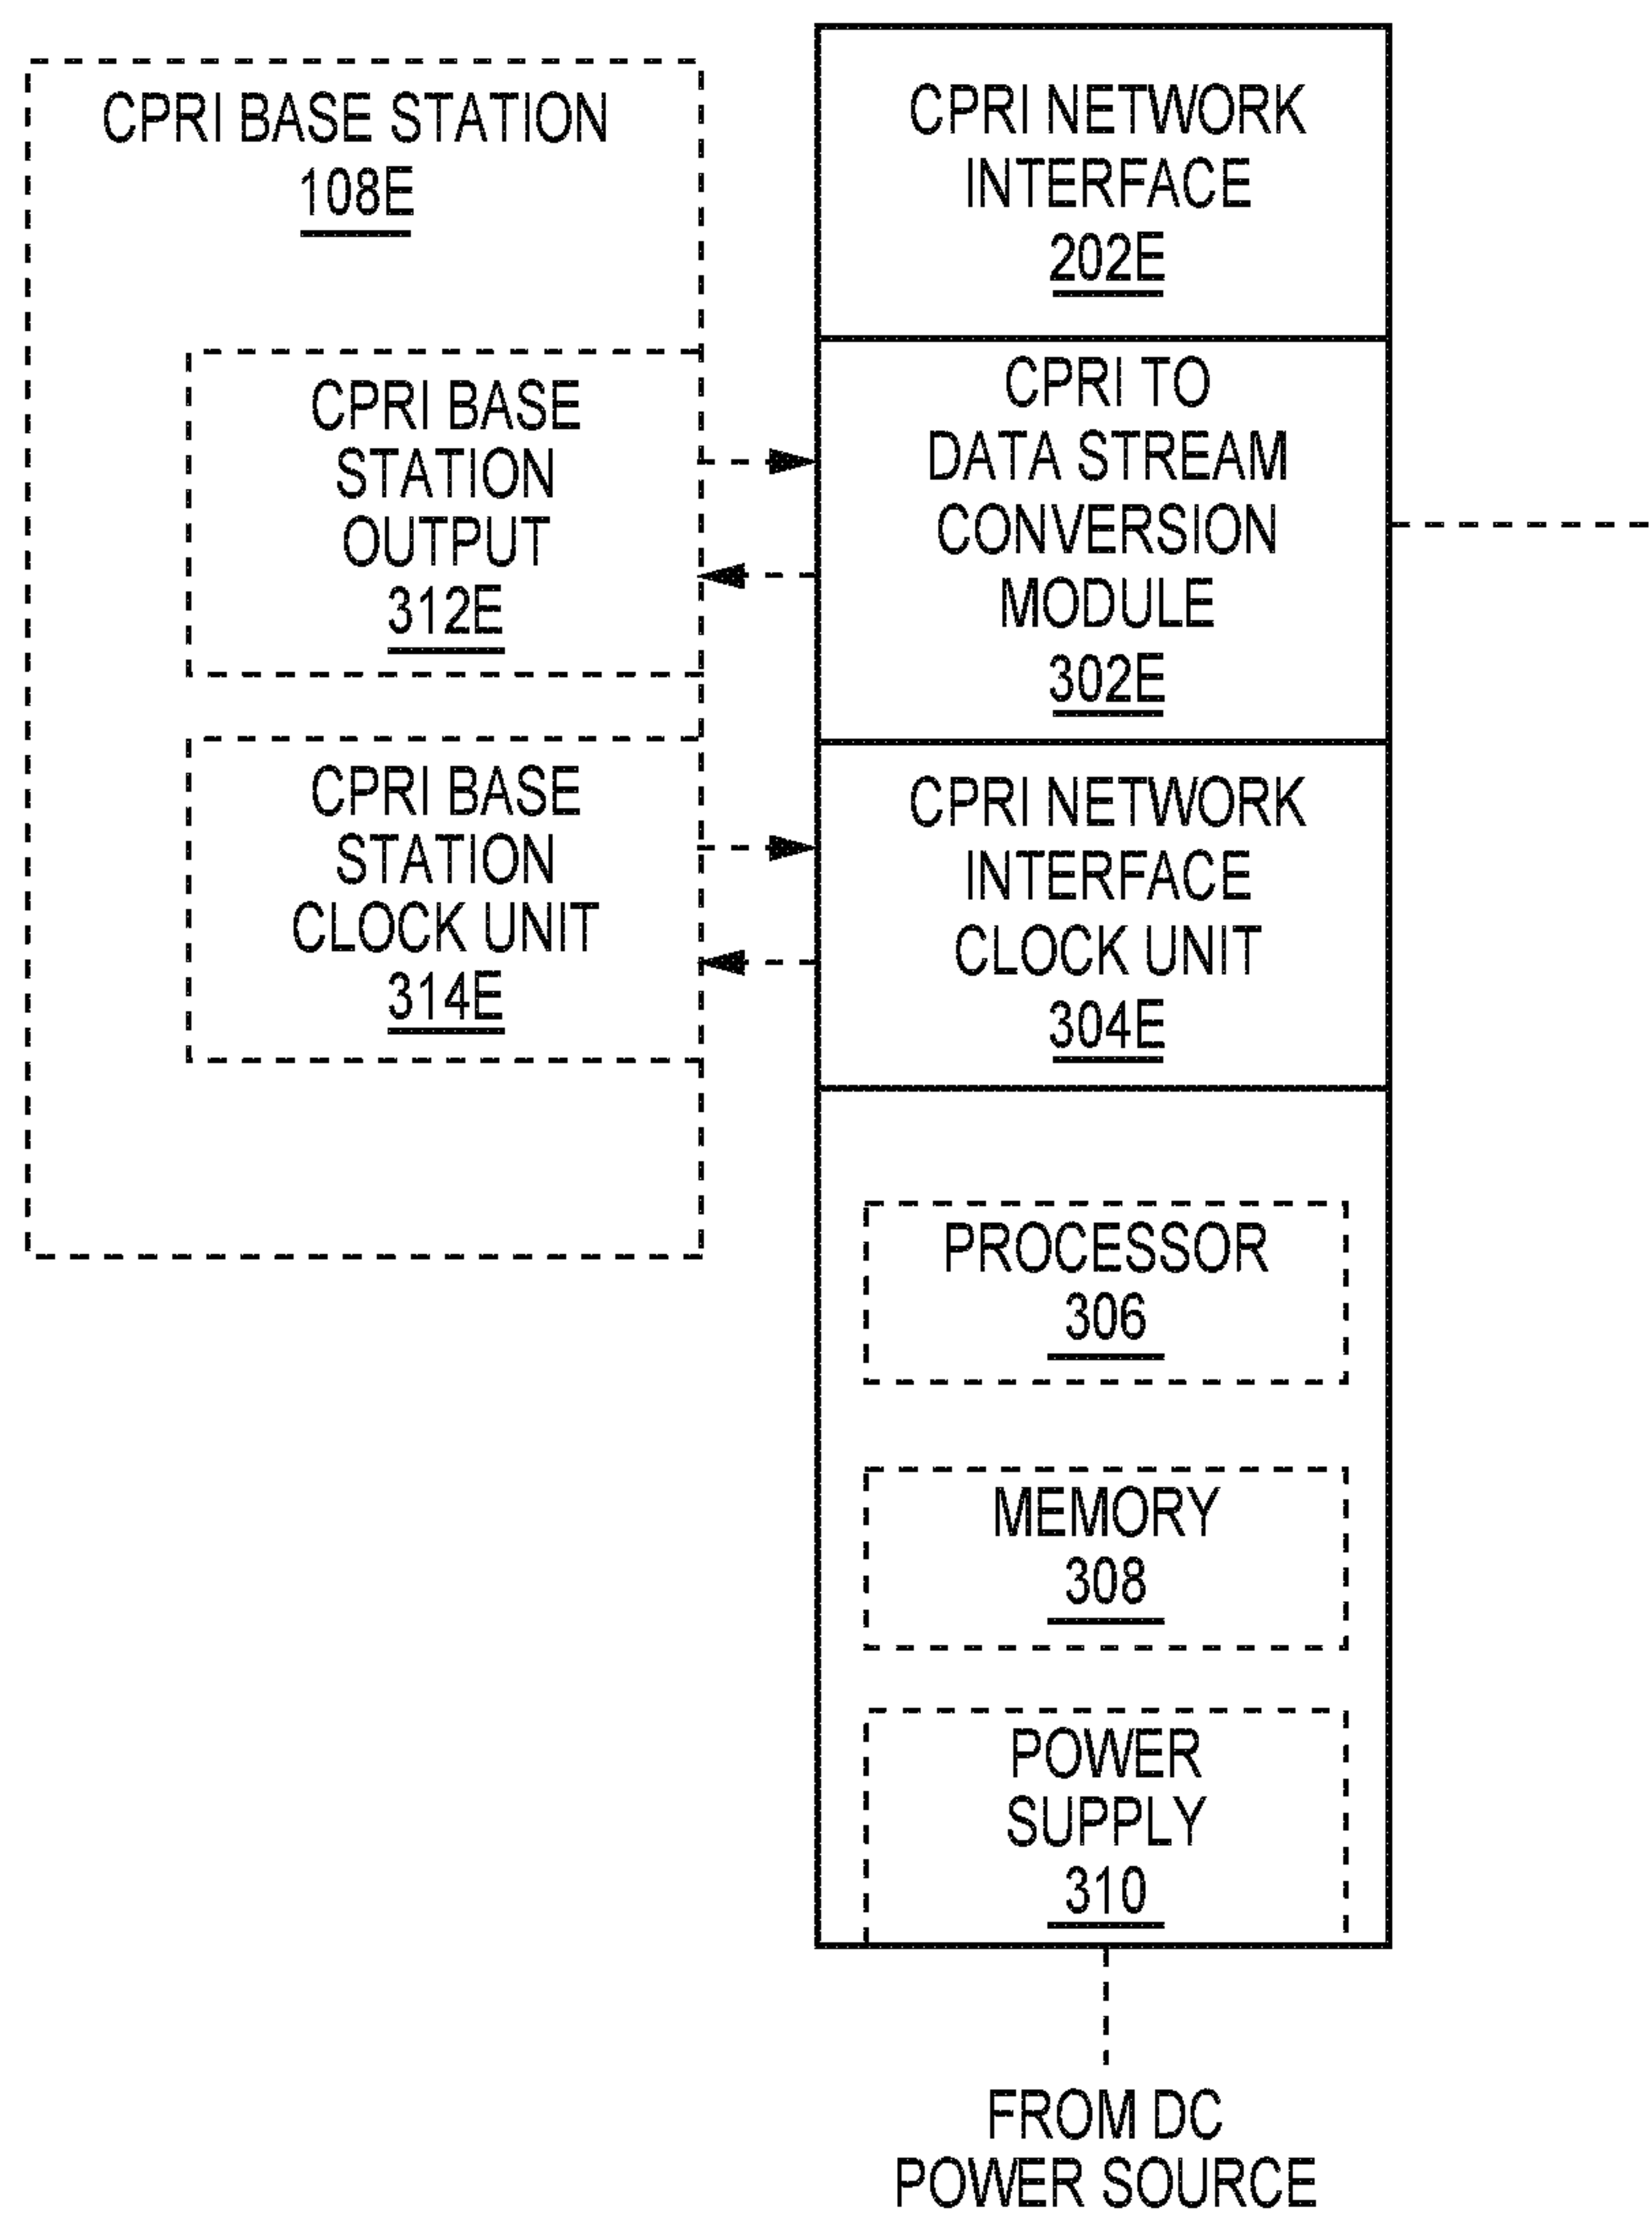 CPRI BASE STATION
108E
CPRI BASE
STATION
OUTPUT
312E
CPRI BASE
STATION
CLOCK UNIT
314E
CPRI NETWORK
INTERFACE
202E
CPRI TO
DATA STREAM
CONVERSION
MODULE
302E
CPRI NETWORK
INTERFACE
CLOCK UNIT
304E
PROCESSOR
306
MEMORY
308
POWER
SUPPLY
310
FROM DC
POWER SOURCE